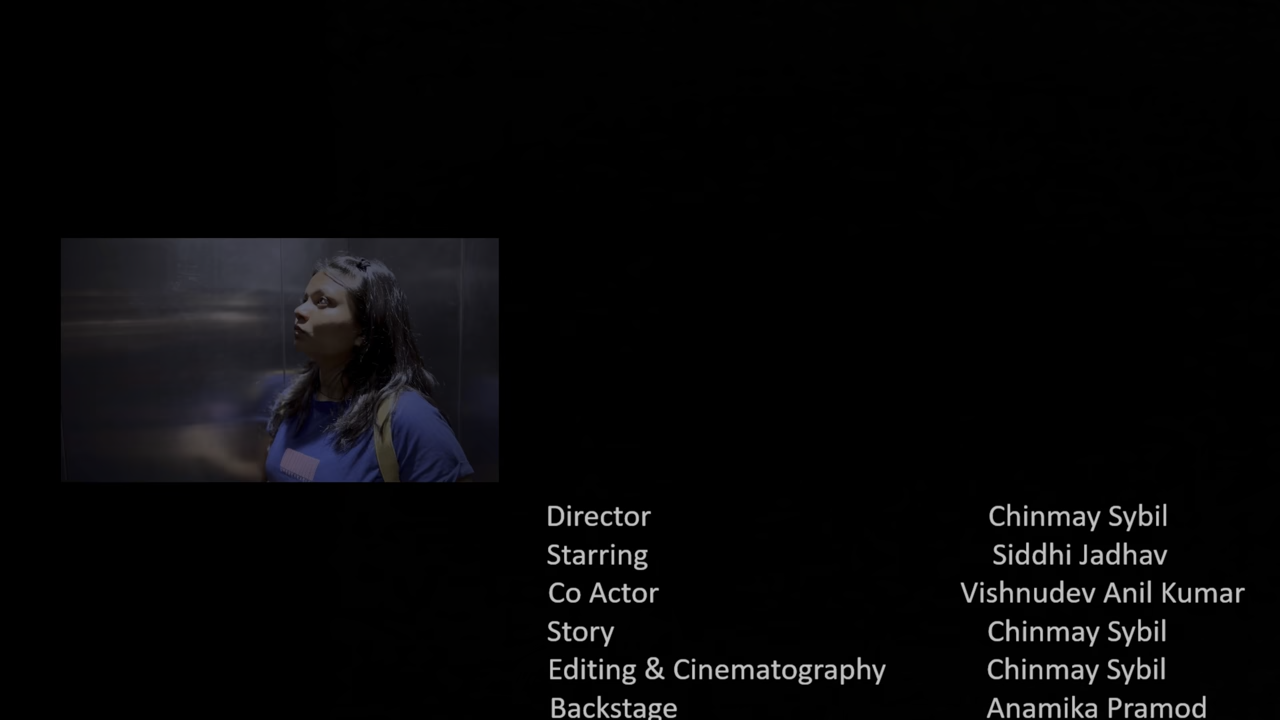 Director Chinmay Sybil
Starring Siddhi Jadhav
Co Actor Vishnudev Anil Kumar
Story Chinmay Sybil
Editing & Cinematography Chinmay Sybil
Backstage Anamika Pramod